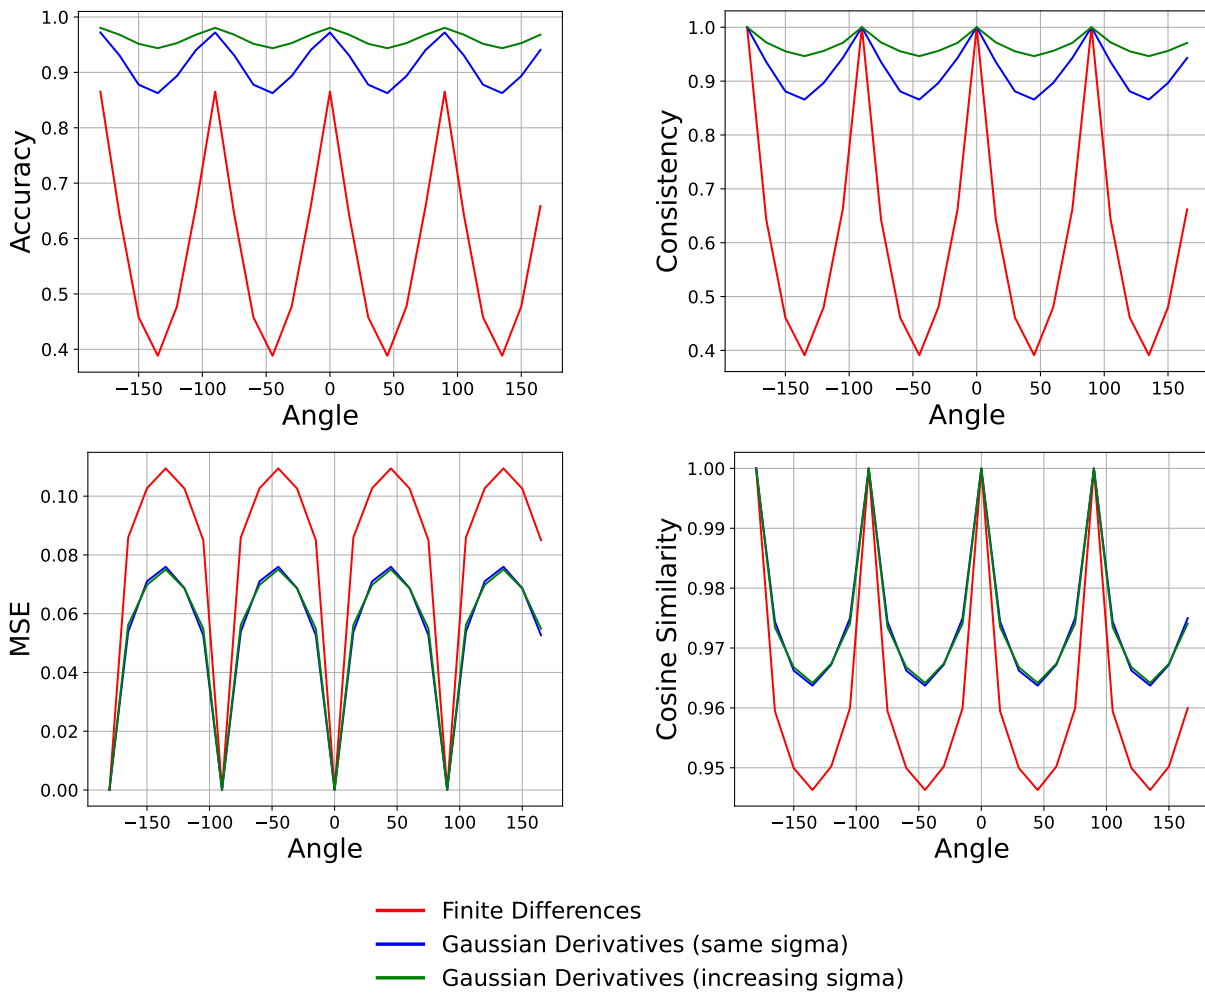 1.0
0.9
0.8
0.7
0.6
0.5
0.4
Accuracy
−150 −100 −50 0 50 100 150
Angle
1.0
0.9
0.8
0.7
0.6
0.5
0.4
Consistency
−150 −100 −50 0 50 100 150
Angle
0.10
0.08
0.06
0.04
0.02
0.00
MSE
−150 −100 −50 0 50 100 150
Angle
1.00
0.99
0.98
0.97
0.96
0.95
Cosine Similarity
−150 −100 −50 0 50 100 150
Angle
Finite Differences
Gaussian Derivatives (same sigma)
Gaussian Derivatives (increasing sigma)